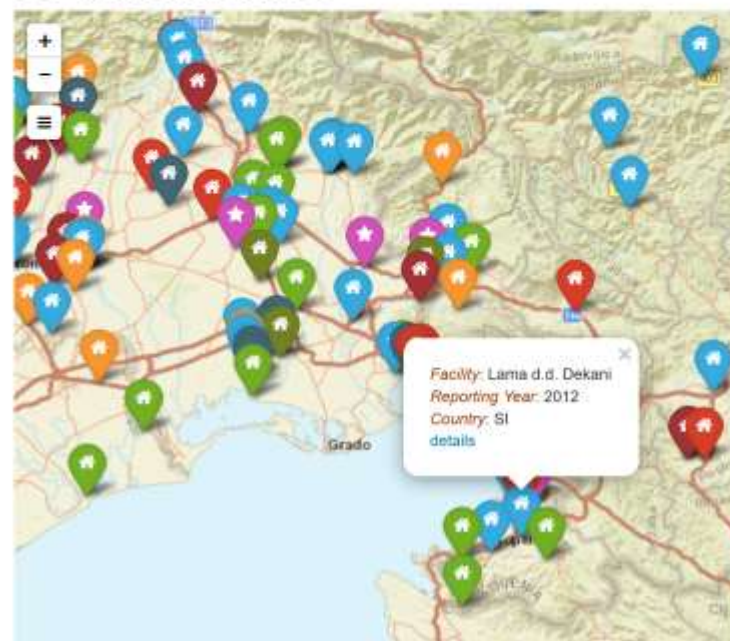 +
−
Facility: Lama d.d. Dekani
Reporting Year: 2012
Country: SI
details
×
Grado